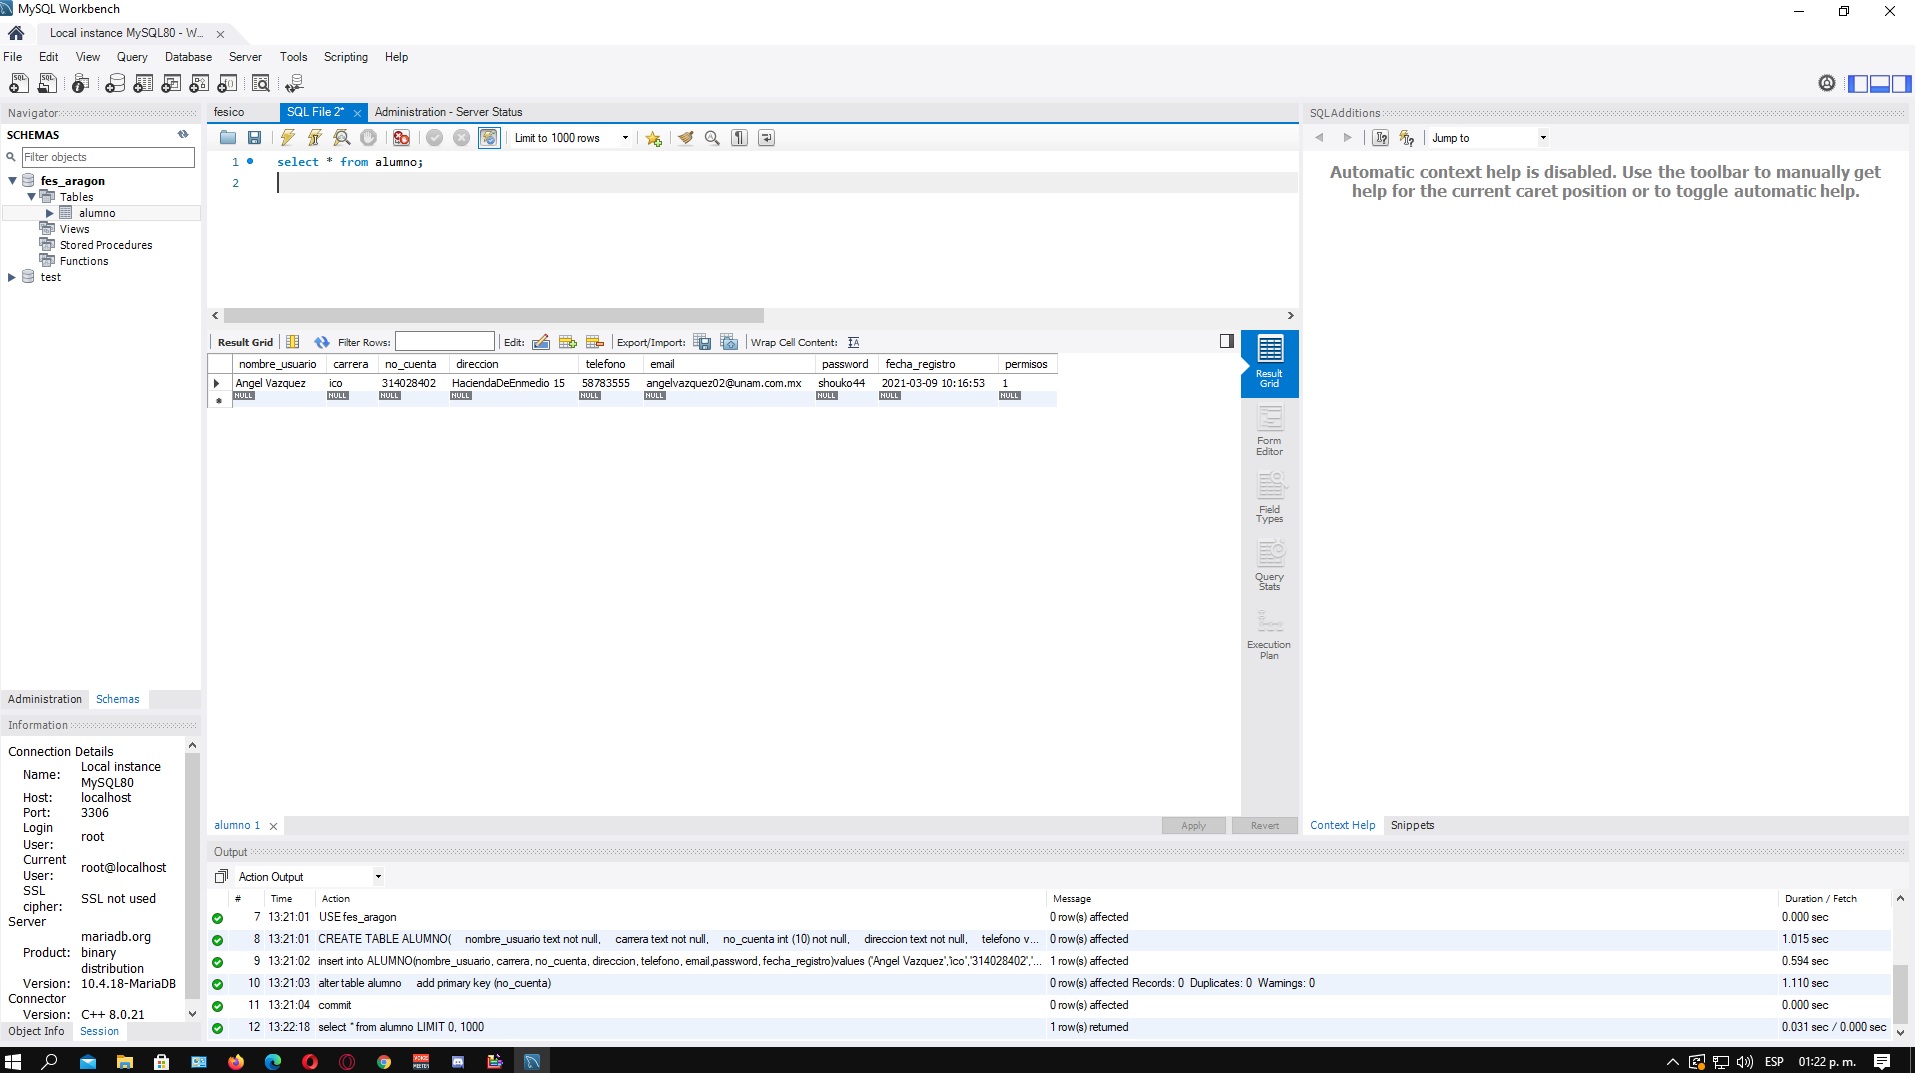 MySQL Workbench
Local instance MySQL80 - W...
File Edit View Query Database Server Tools Scripting Help
Navigator
SCHEMAS
Filter objects
fes_aragon
Tables
alumno
Views
Stored Procedures
Functions
test
Administration Schemas
Information
Connection Details
Name: Local instance MySQL80
Host: localhost
Port: 3306
Login User: root
Current User: root@localhost
SSL cipher: SSL not used
Server
Product: mariadb.org binary distribution
Version: 10.4.18-MariaDB
Connector
Version: C++ 8.0.21
Object Info Session
fesico SQL File 2* Administration - Server Status
Limit to 1000 rows
1 select * from alumno;
2
Result Grid Filter Rows: Edit: Export/Import: Wrap Cell Content:
nombre_usuario carrera no_cuenta direccion telefono email password fecha_registro permisos
Angel Vazquez ico 314028402 HaciendaDeEnmedio 15 58783555 angelvazquez02@unam.com.mx shouko44 2021-03-09 10:16:53 1
NULL NULL NULL NULL NULL NULL NULL NULL NULL
Result Grid
Form Editor
Field Types
Query Stats
Execution Plan
alumno 1 Apply Revert
SQLAdditions
Jump to
Automatic context help is disabled. Use the toolbar to manually get
help for the current caret position or to toggle automatic help.
Context Help Snippets
Output
Action Output
# Time Action Message Duration / Fetch
7 13:21:01 USE fes_aragon 0 row(s) affected 0.000 sec
8 13:21:01 CREATE TABLE ALUMNO( nombre_usuario text not null, carrera text not null, no_cuenta int (10) not null, direccion text not null, telefono v... 0 row(s) affected 1.015 sec
9 13:21:02 insert into ALUMNO(nombre_usuario, carrera, no_cuenta, direccion, telefono, email,password, fecha_registro)values ('Angel Vazquez','ico','314028402','... 1 row(s) affected 0.594 sec
10 13:21:03 alter table alumno add primary key (no_cuenta) 0 row(s) affected Records: 0 Duplicates: 0 Warnings: 0 1.110 sec
11 13:21:04 commit 0 row(s) affected 0.000 sec
12 13:22:18 select * from alumno LIMIT 0, 1000 1 row(s) returned 0.031 sec / 0.000 sec
ESP 01:22 p. m.